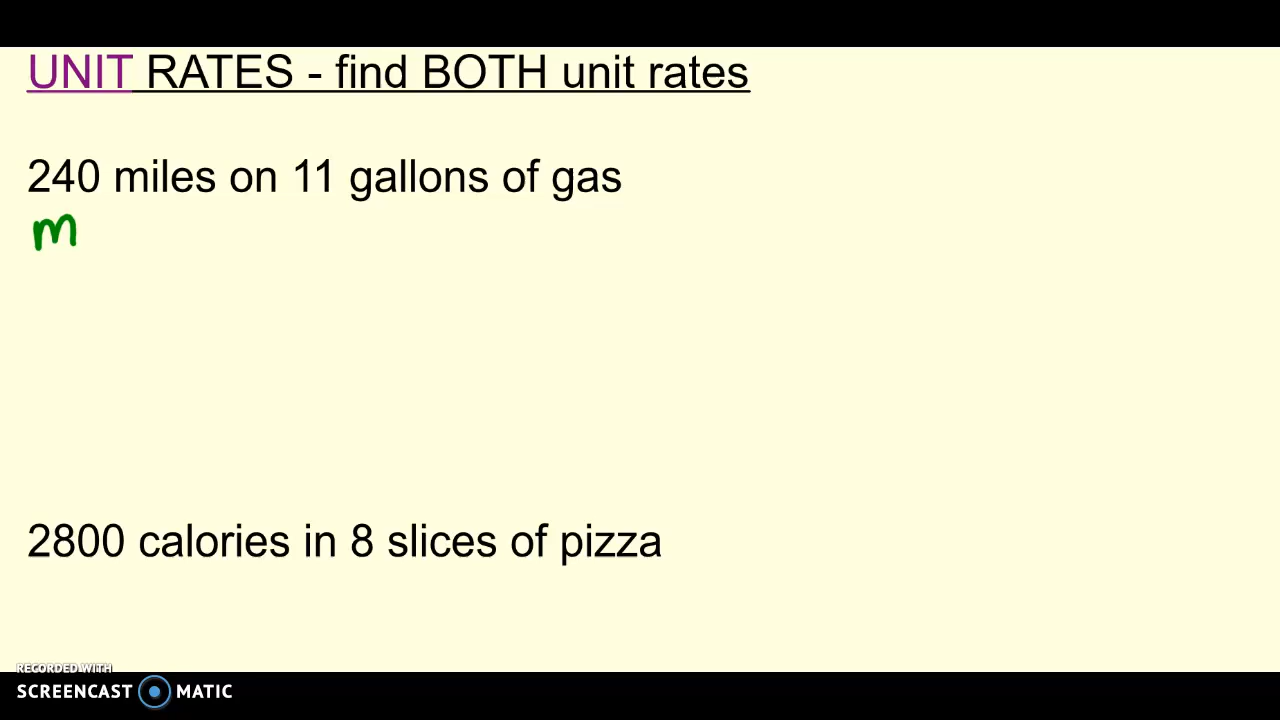 UNIT RATES - find BOTH unit rates
240 miles on 11 gallons of gas
m
2800 calories in 8 slices of pizza
RECORDED WITH
SCREENCAST MATIC